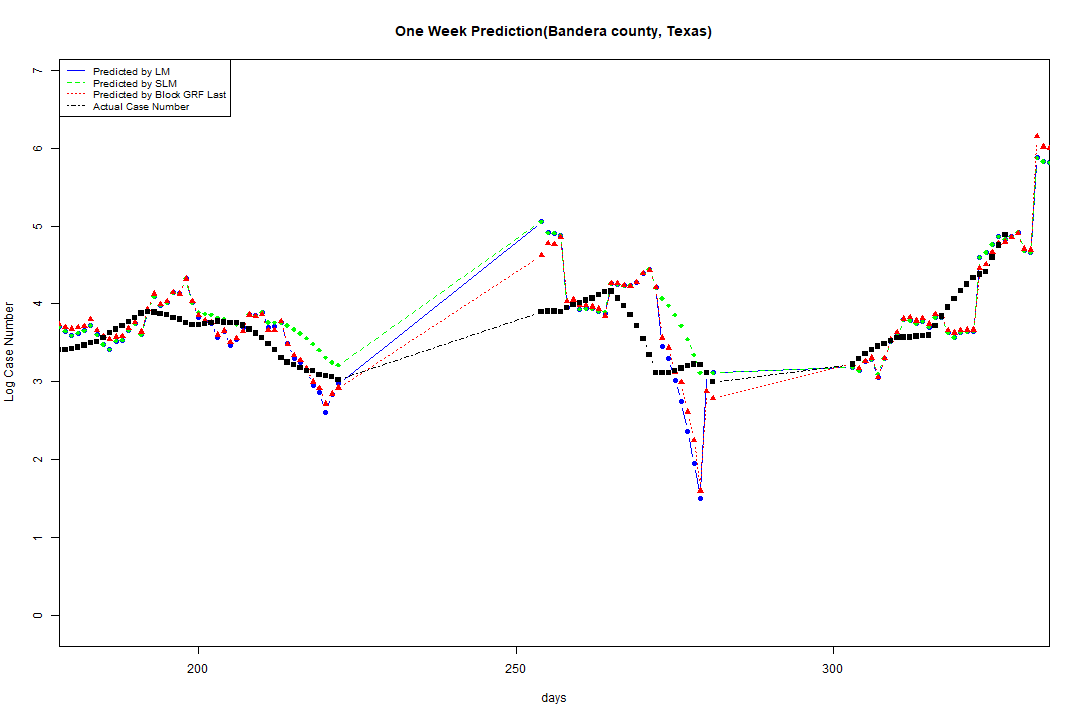 One Week Prediction(Bandera county, Texas)
Predicted by LM
Predicted by SLM
Predicted by Block GRF Last
Actual Case Number
7
6
5
4
3
2
1
0
Log Case Number
200
250
300
days